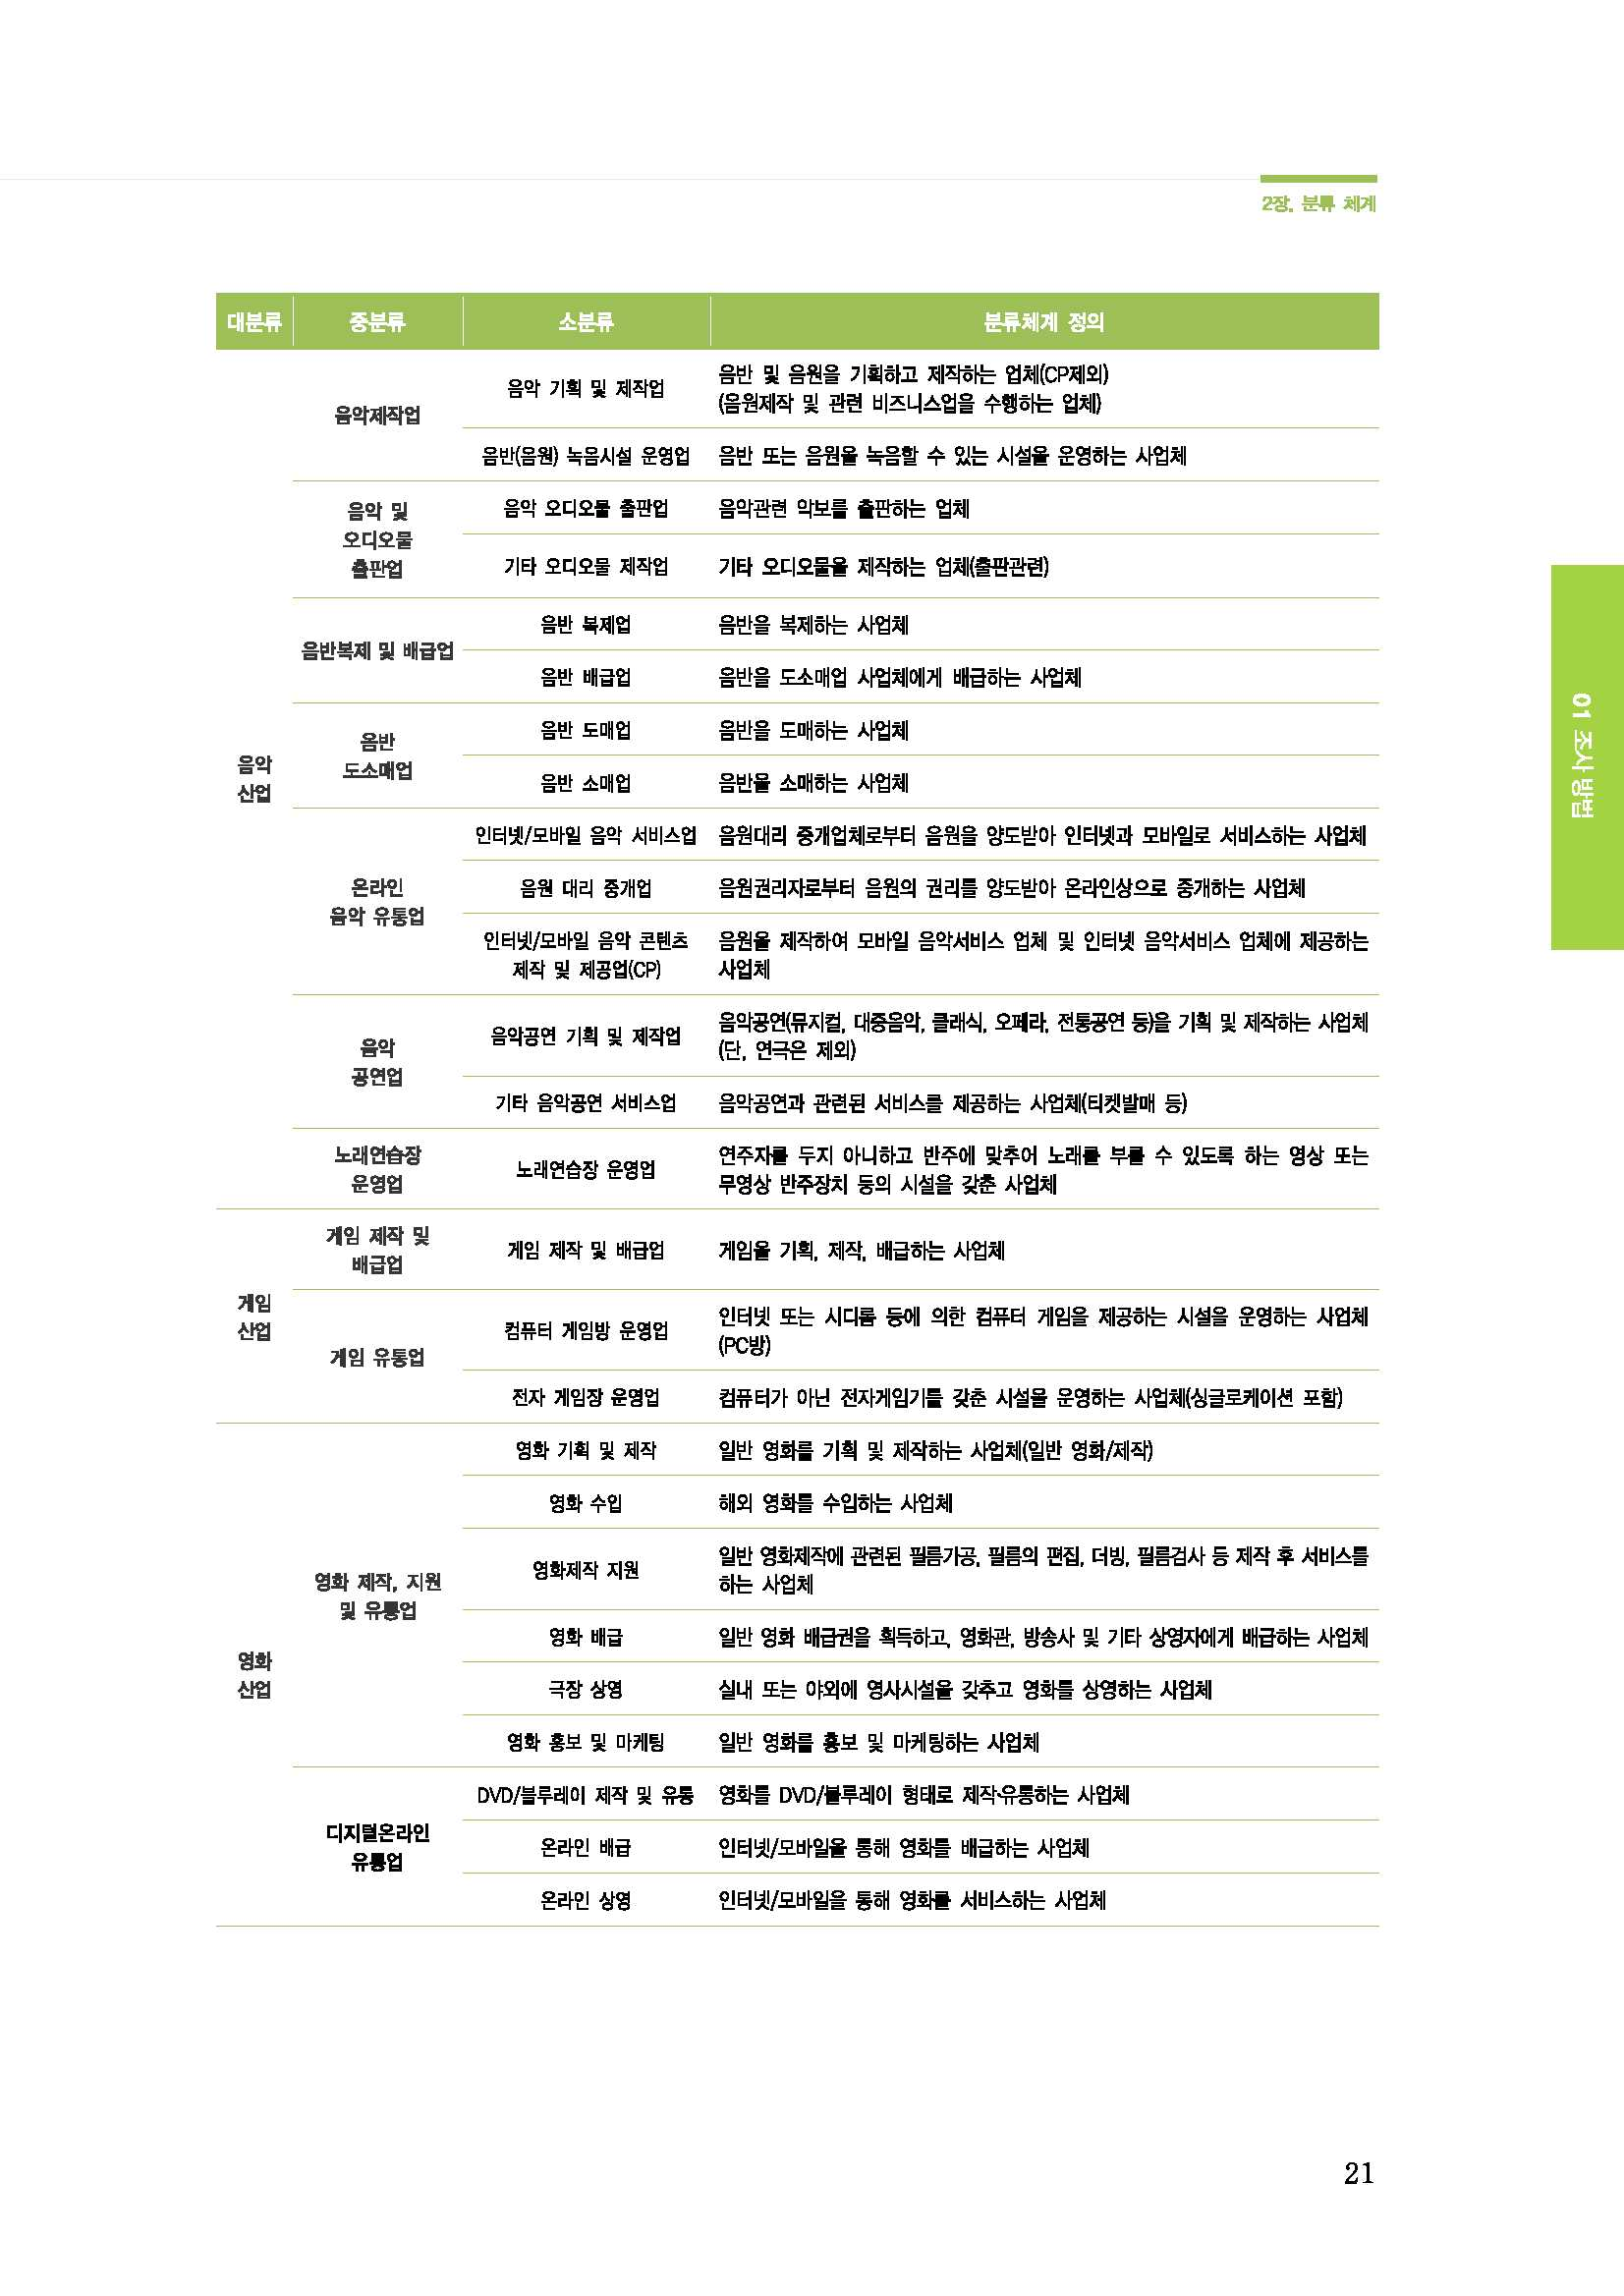 2장. 분류 체계
대분류 중분류 소분류 분류체계 정의
음악
산업
음악제작업
음악 기획 및 제작업
음반 및 음원을 기획하고 제작하는 업체(CP제외)
(음원제작 및 관련 비즈니스업을 수행하는 업체)
음반(음원) 녹음시설 운영업 음반 또는 음원을 녹음할 수 있는 시설을 운영하는 사업체
음악 및
오디오물
출판업
음악 오디오물 출판업 음악관련 악보를 출판하는 업체
기타 오디오물 제작업 기타 오디오물을 제작하는 업체(출판관련)
음반복제 및 배급업
음반 복제업 음반을 복제하는 사업체
음반 배급업 음반을 도소매업 사업체에게 배급하는 사업체
음반
도소매업
음반 도매업 음반을 도매하는 사업체
음반 소매업 음반을 소매하는 사업체
온라인
음악 유통업
인터넷/모바일 음악 서비스업 음원대리 중개업체로부터 음원을 양도받아 인터넷과 모바일로 서비스하는 사업체
음원 대리 중개업 음원권리자로부터 음원의 권리를 양도받아 온라인상으로 중개하는 사업체
인터넷/모바일 음악 콘텐츠
제작 및 제공업(CP)
음원을 제작하여 모바일 음악서비스 업체 및 인터넷 음악서비스 업체에 제공하는
사업체
음악
공연업
음악공연 기획 및 제작업
음악공연(뮤지컬, 대중음악, 클래식, 오페라, 전통공연 등)을 기획 및 제작하는 사업체
(단, 연극은 제외)
기타 음악공연 서비스업 음악공연과 관련된 서비스를 제공하는 사업체(티켓발매 등)
노래연습장
운영업
노래연습장 운영업
연주자를 두지 아니하고 반주에 맞추어 노래를 부를 수 있도록 하는 영상 또는
무영상 반주장치 등의 시설을 갖춘 사업체
게임
산업
게임 제작 및
배급업
게임 제작 및 배급업 게임을 기획, 제작, 배급하는 사업체
게임 유통업
컴퓨터 게임방 운영업
인터넷 또는 시디롬 등에 의한 컴퓨터 게임을 제공하는 시설을 운영하는 사업체
(PC방)
전자 게임장 운영업 컴퓨터가 아닌 전자게임기를 갖춘 시설을 운영하는 사업체(싱글로케이션 포함)
영화
산업
영화 제작, 지원
및 유통업
영화 기획 및 제작 일반 영화를 기획 및 제작하는 사업체(일반 영화/제작)
영화 수입 해외 영화를 수입하는 사업체
영화제작 지원
일반 영화제작에 관련된 필름가공, 필름의 편집, 더빙, 필름검사 등 제작 후 서비스를
하는 사업체
영화 배급 일반 영화 배급권을 획득하고, 영화관, 방송사 및 기타 상영자에게 배급하는 사업체
극장 상영 실내 또는 야외에 영사시설을 갖추고 영화를 상영하는 사업체
영화 홍보 및 마케팅 일반 영화를 홍보 및 마케팅하는 사업체
디지털온라인
유통업
DVD/블루레이 제작 및 유통 영화를 DVD/블루레이 형태로 제작·유통하는 사업체
온라인 배급 인터넷/모바일을 통해 영화를 배급하는 사업체
온라인 상영 인터넷/모바일을 통해 영화를 서비스하는 사업체
01 조사 방법
21